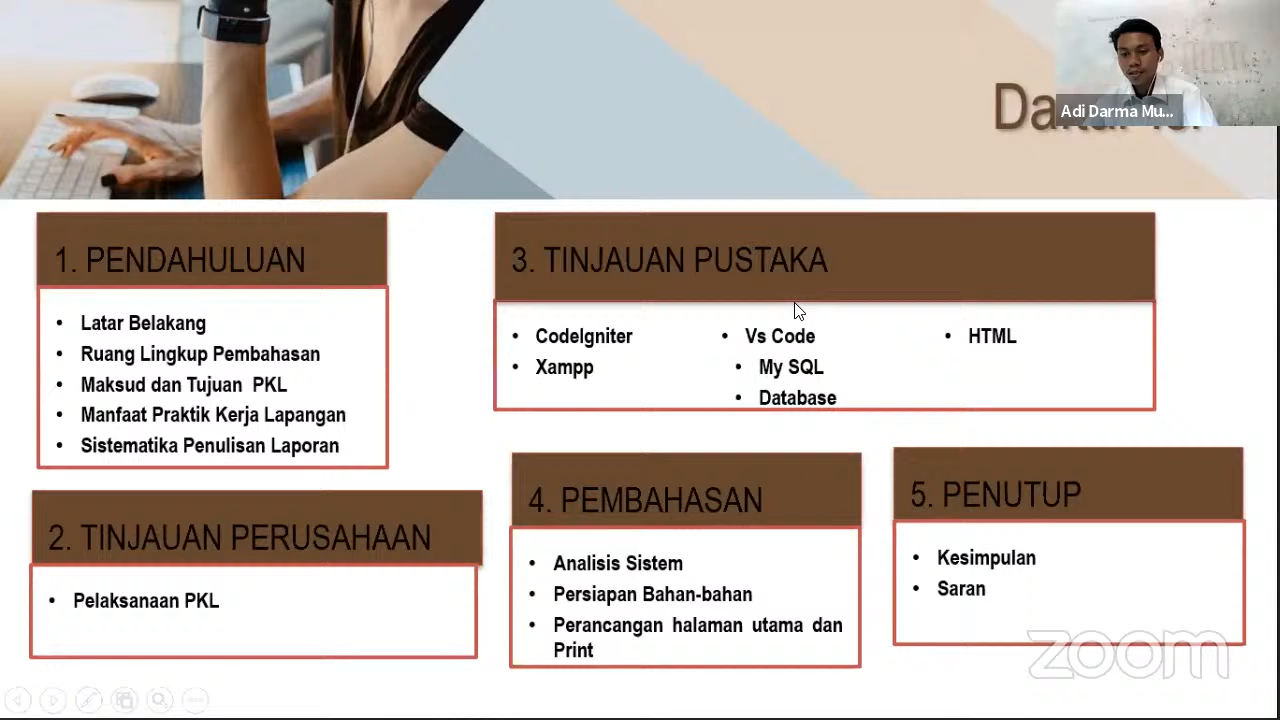 Adi Darma Mu...
1. PENDAHULUAN
• Latar Belakang
• Ruang Lingkup Pembahasan
• Maksud dan Tujuan PKL
• Manfaat Praktik Kerja Lapangan
• Sistematika Penulisan Laporan
2. TINJAUAN PERUSAHAAN
• Pelaksanaan PKL
3. TINJAUAN PUSTAKA
• CodeIgniter
• Xampp
• Vs Code
• My SQL
• Database
• HTML
4. PEMBAHASAN
• Analisis Sistem
• Persiapan Bahan-bahan
• Perancangan halaman utama dan
Print
5. PENUTUP
• Kesimpulan
• Saran
zoom